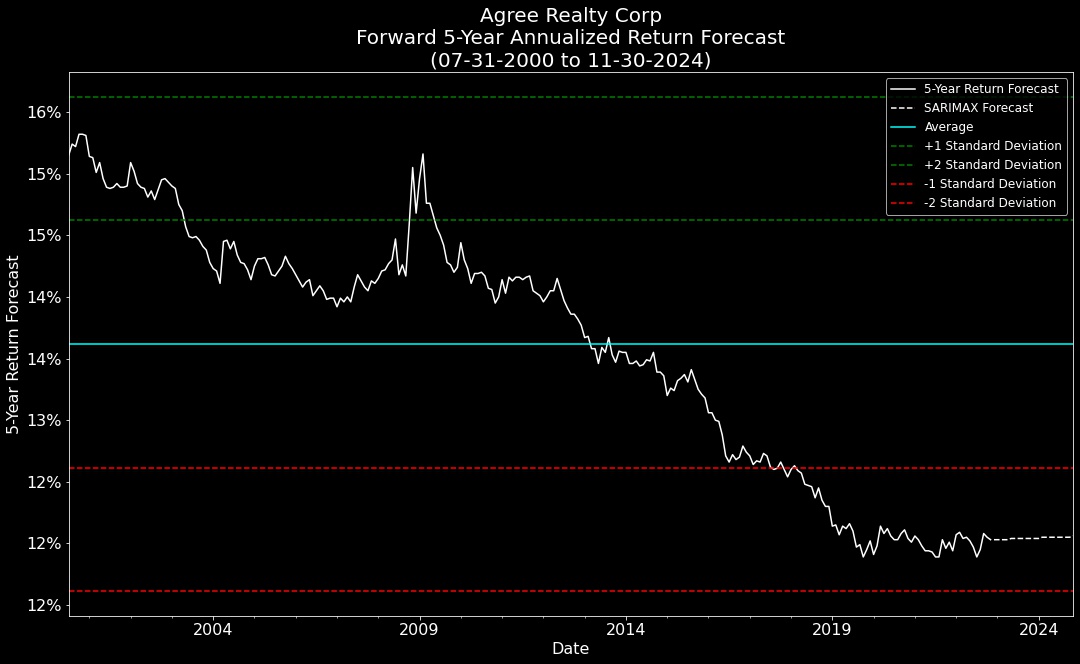 Agree Realty Corp
Forward 5-Year Annualized Return Forecast
(07-31-2000 to 11-30-2024)
5-Year Return Forecast
SARIMAX Forecast
Average
+1 Standard Deviation
+2 Standard Deviation
-1 Standard Deviation
-2 Standard Deviation
16%
15%
15%
14%
14%
13%
12%
12%
12%
5-Year Return Forecast
2004
2009
2014
2019
2024
Date